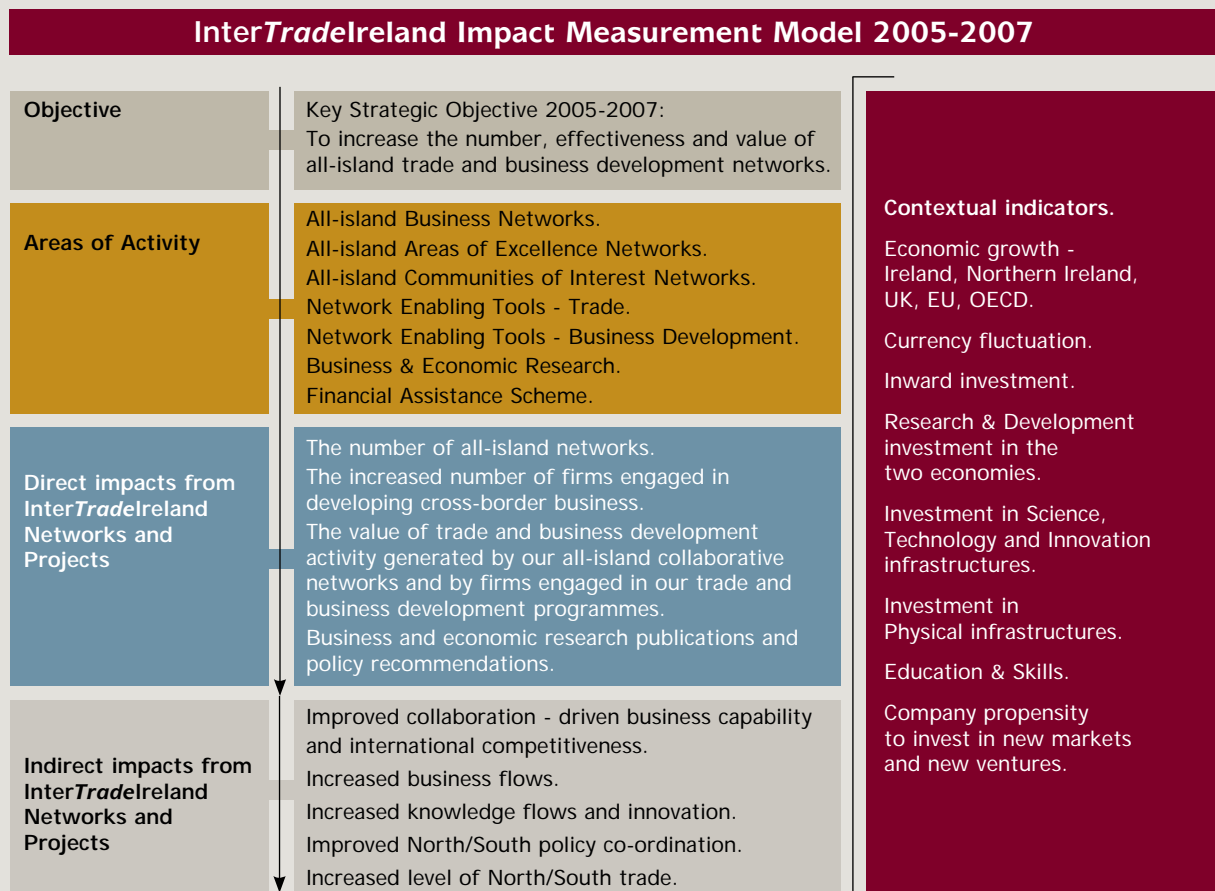 InterTradeIreland Impact Measurement Model 2005-2007
Objective
Key Strategic Objective 2005-2007:
To increase the number, effectiveness and value of
all-island trade and business development networks.
Areas of Activity
All-island Business Networks.
All-island Areas of Excellence Networks.
All-island Communities of Interest Networks.
Network Enabling Tools - Trade.
Network Enabling Tools - Business Development.
Business & Economic Research.
Financial Assistance Scheme.
Direct impacts from
InterTradeIreland
Networks and
Projects
The number of all-island networks.
The increased number of firms engaged in
developing cross-border business.
The value of trade and business development
activity generated by our all-island collaborative
networks and by firms engaged in our trade and
business development programmes.
Business and economic research publications and
policy recommendations.
Indirect impacts from
InterTradeIreland
Networks and
Projects
Improved collaboration - driven business capability
and international competitiveness.
Increased business flows.
Increased knowledge flows and innovation.
Improved North/South policy co-ordination.
Increased level of North/South trade.
Contextual indicators.
Economic growth -
Ireland, Northern Ireland,
UK, EU, OECD.
Currency fluctuation.
Inward investment.
Research & Development
investment in the
two economies.
Investment in Science,
Technology and Innovation
infrastructures.
Investment in
Physical infrastructures.
Education & Skills.
Company propensity
to invest in new markets
and new ventures.